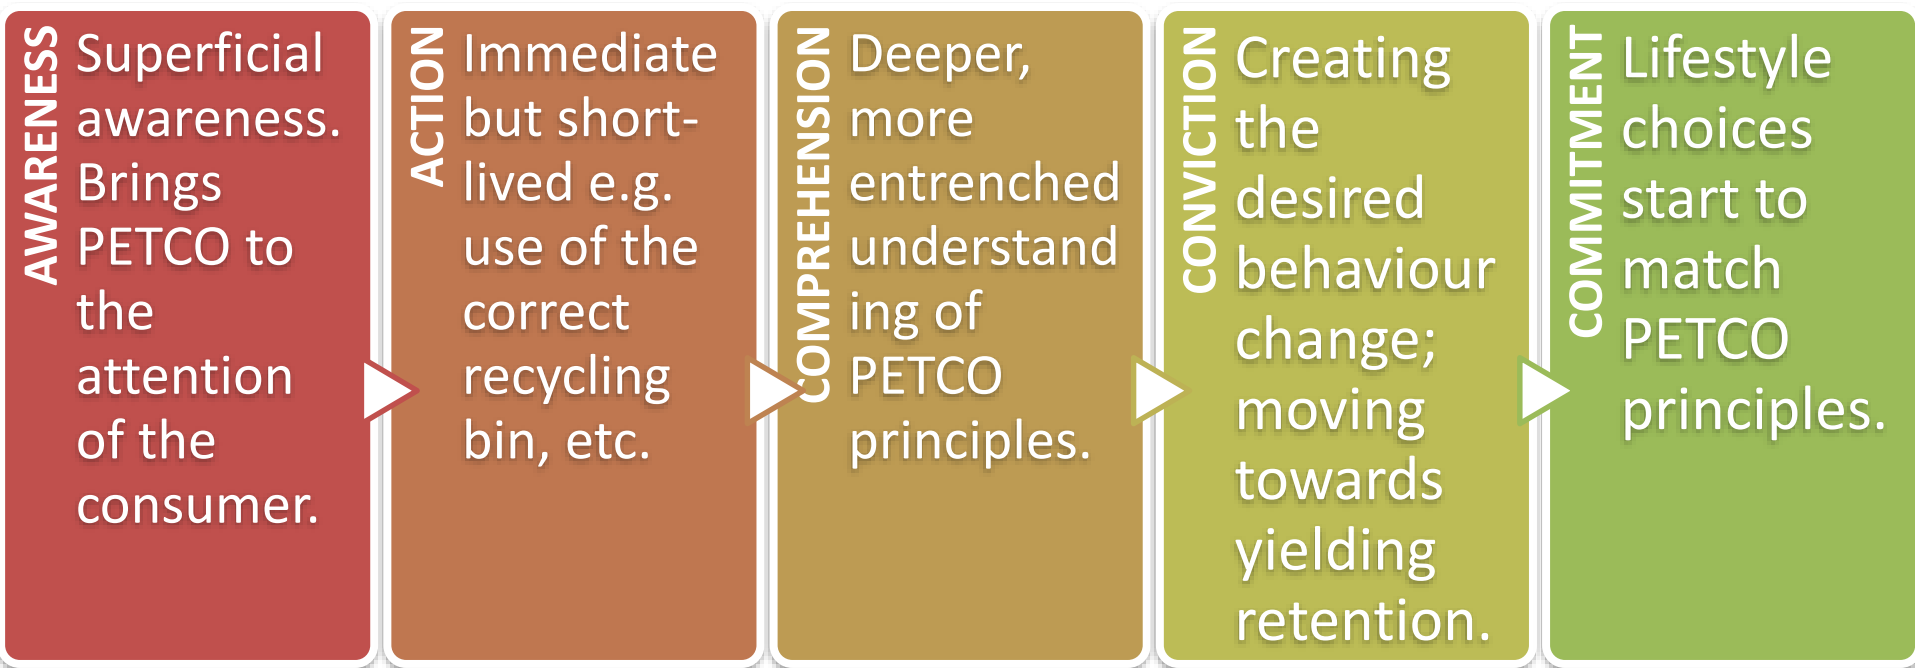 AWARENESS
Superficial
awareness.
Brings
PETCO to
the
attention
of the
consumer.
ACTION
Immediate
but short-
lived e.g.
use of the
correct
recycling
bin, etc.
COMPREHENSION
Deeper,
more
entrenched
understand
ing of
PETCO
principles.
CONVICTION
Creating
the
desired
behaviour
change;
moving
towards
yielding
retention.
COMMITMENT
Lifestyle
choices
start to
match
PETCO
principles.